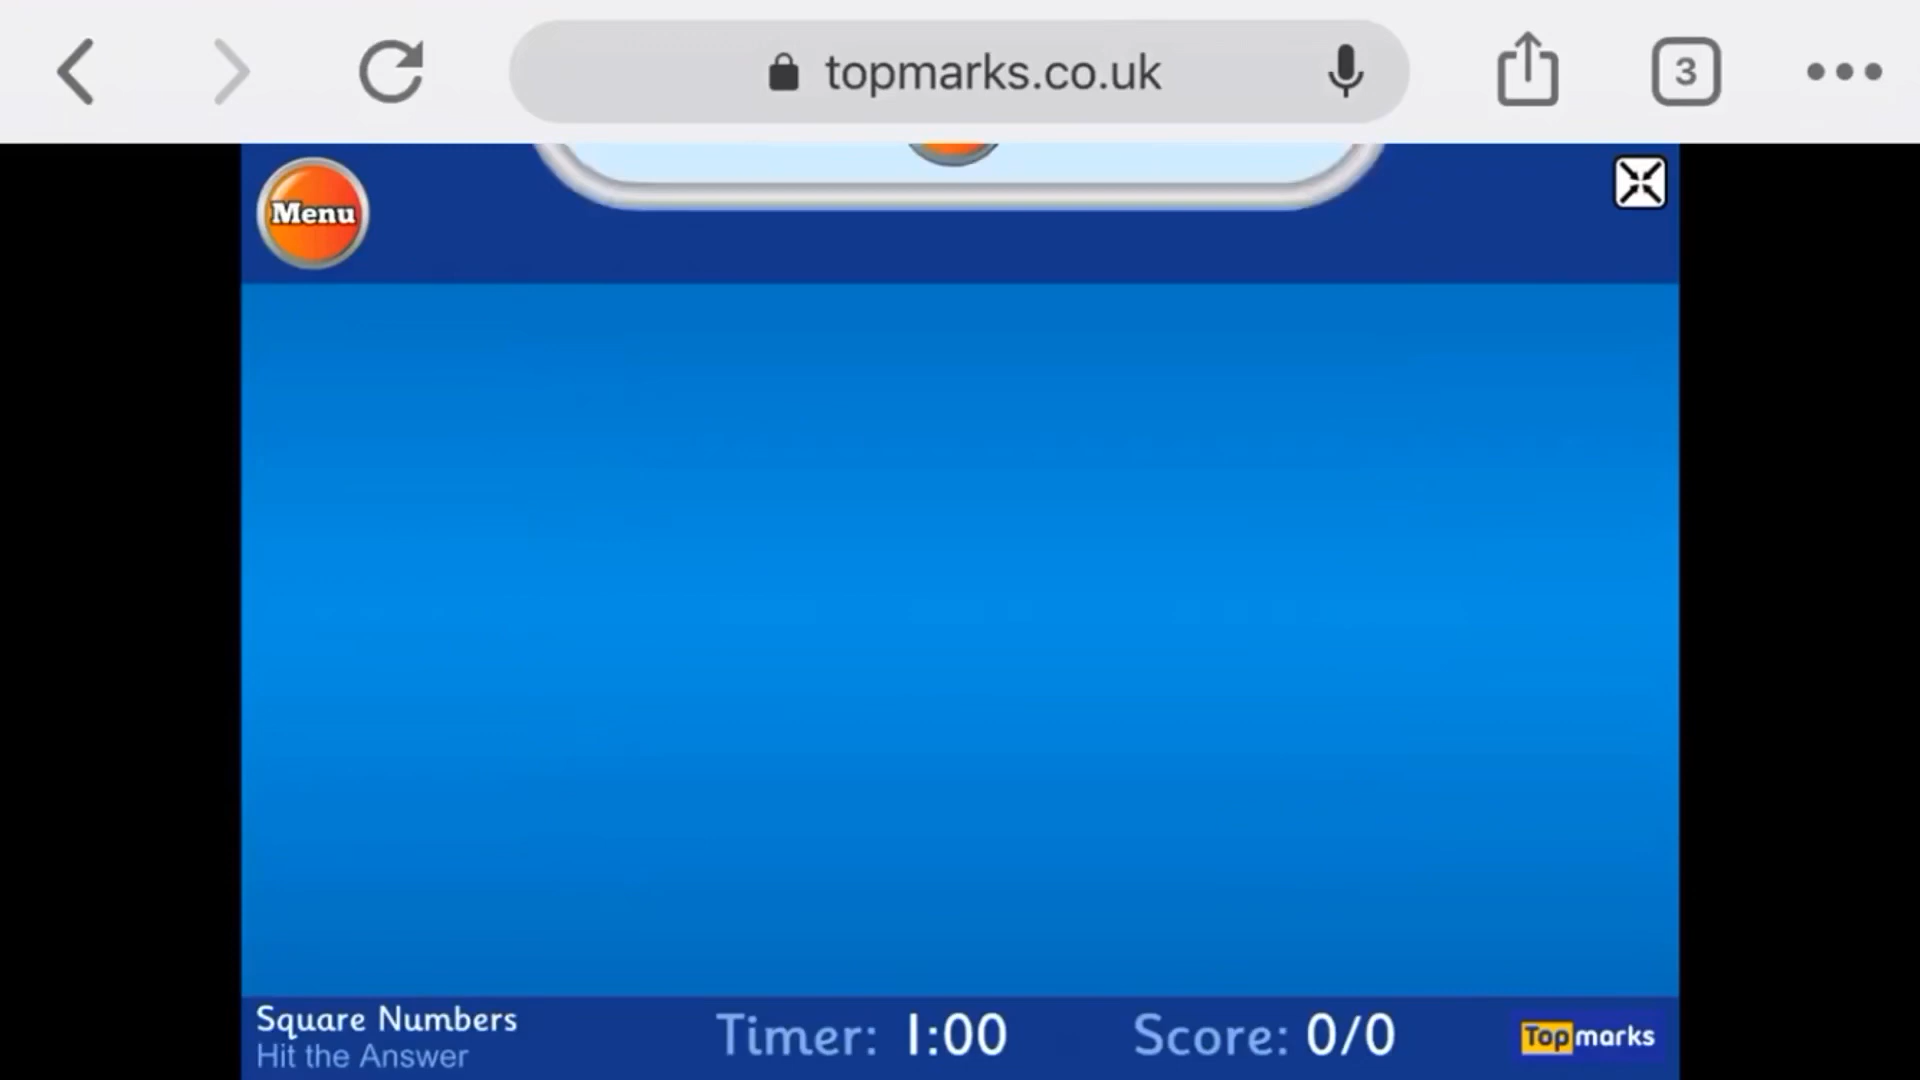 topmarks.co.uk
3
Menu
Square Numbers
Hit the Answer
Timer: 1:00
Score: 0/0
Topmarks